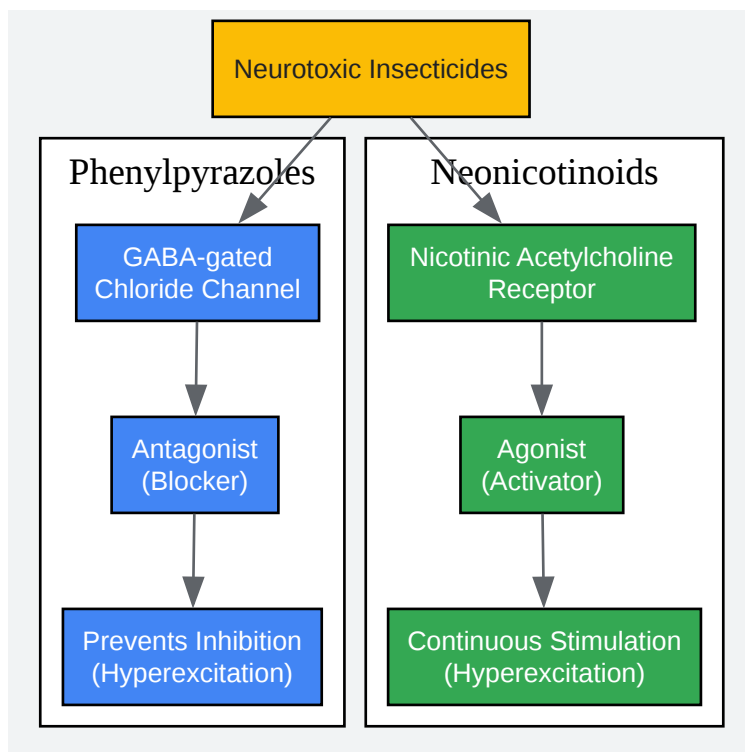 Neurotoxic Insecticides
Phenylpyrazoles
GABA-gated
Chloride Channel
Antagonist
(Blocker)
Prevents Inhibition
(Hyperexcitation)
Neonicotinoids
Nicotinic Acetylcholine
Receptor
Agonist
(Activator)
Continuous Stimulation
(Hyperexcitation)